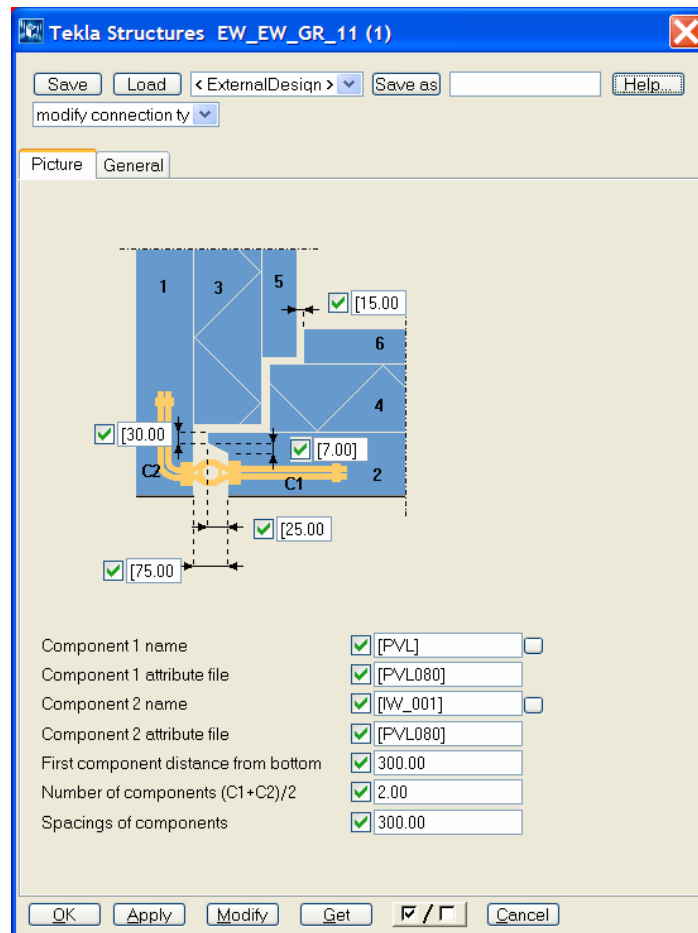 Tekla Structures EW_EW_GR_11 (1)
Save Load < ExternalDesign > Save as Help...
modify connection ty
Picture General
1 3 5
[15.00
6
4
[30.00
[7.00]
C2 C1 2
[25.00
[75.00
Component 1 name [PVL]
Component 1 attribute file [PVL080]
Component 2 name [IW_001]
Component 2 attribute file [PVL080]
First component distance from bottom 300.00
Number of components (C1+C2)/2 2.00
Spacings of components 300.00
OK Apply Modify Get / Cancel